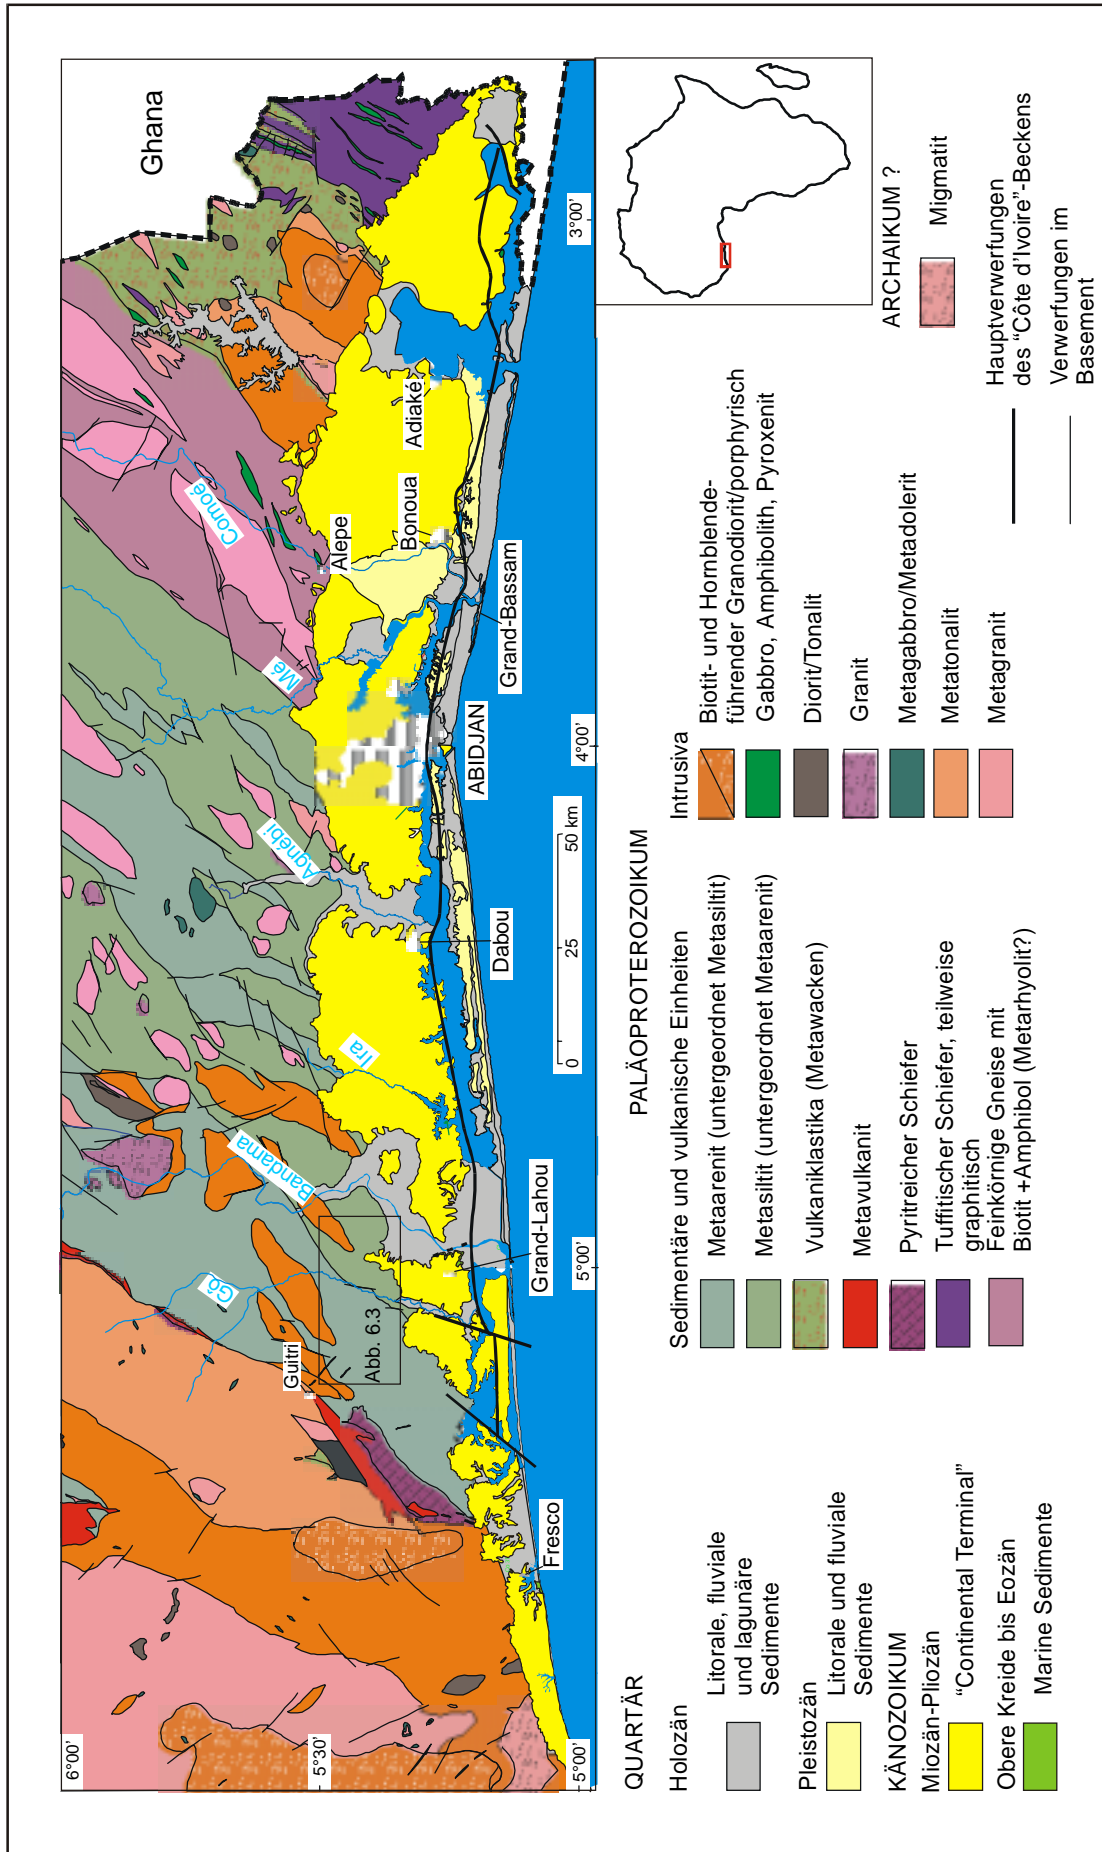 Ghana
6°00'
5°30'
5°00'
5°00'
4°00'
3°00'
Comoé
Mé
Agnébi
Ira
Bandama
Gô
Alepe
Bonoua
Adiaké
Grand-Bassam
ABIDJAN
Dabou
Grand-Lahou
Guitri
Abb. 6.3
Fresco
0
25
50 km
QUARTÄR
Holozän
Litorale, fluviale
und lagunäre
Sedimente
Pleistozän
Litorale und fluviale
Sedimente
KÄNOZOIKUM
Miozän-Pliozän
"Continental Terminal"
Obere Kreide bis Eozän
Marine Sedimente
PALÄOPROTEROZOIKUM
Sedimentäre und vulkanische Einheiten
Metaarenit (untergeordnet Metasiltit)
Metasiltit (untergeordnet Metaarenit)
Vulkaniklastika (Metawacken)
Metavulkanit
Pyritreicher Schiefer
Tuffitischer Schiefer, teilweise
graphitisch
Feinkörnige Gneise mit
Biotit +Amphibol (Metarhyolit?)
Intrusiva
Biotit- und Hornblende-
führender Granodiorit/porphyrisch
Gabbro, Amphibolith, Pyroxenit
Diorit/Tonalit
Granit
Metagabbro/Metadolerit
Metatonalit
Metagranit
ARCHAIKUM ?
Migmatit
Hauptverwerfungen
des "Côte d'Ivoire"-Beckens
Verwerfungen im
Basement